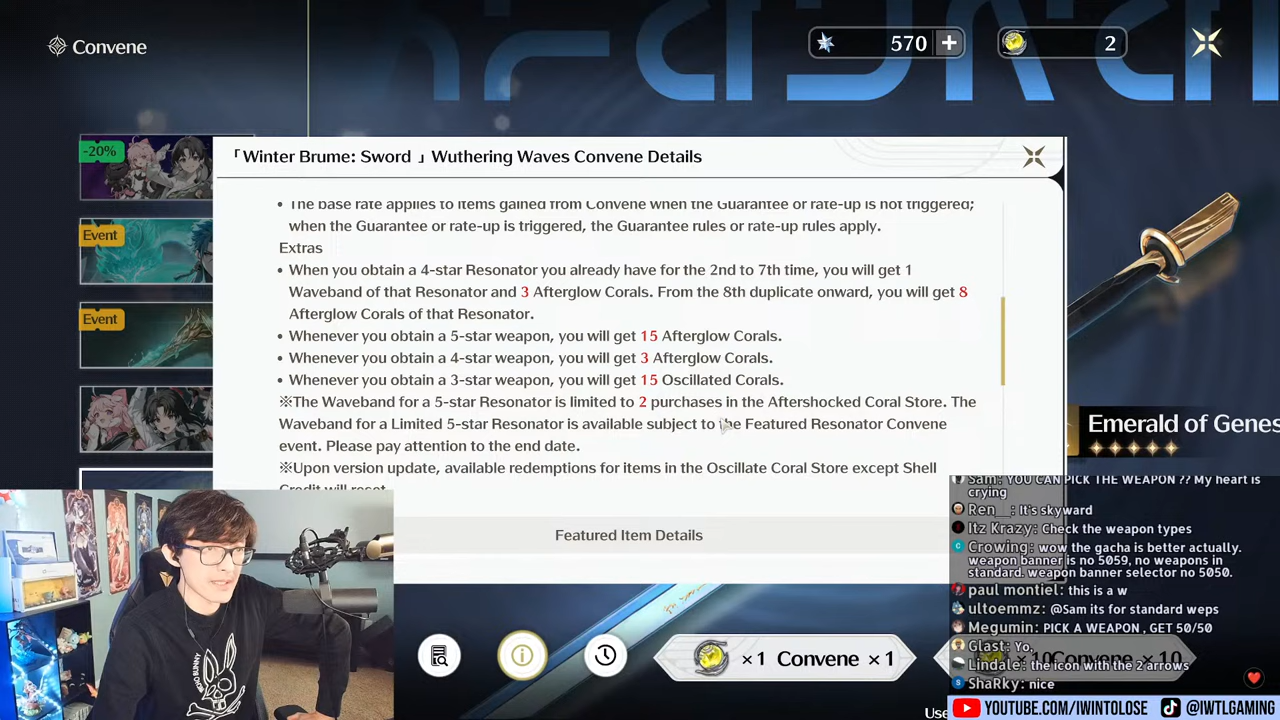 Convene
570
2
-20%
「Winter Brume: Sword 」 Wuthering Waves Convene Details
• The base rate applies to items gained from Convene when the Guarantee or rate-up is not triggered;
when the Guarantee or rate-up is triggered, the Guarantee rules or rate-up rules apply.
Extras
• When you obtain a 4-star Resonator you already have for the 2nd to 7th time, you will get 1
Waveband of that Resonator and 3 Afterglow Corals. From the 8th duplicate onward, you will get 8
Afterglow Corals of that Resonator.
• Whenever you obtain a 5-star weapon, you will get 15 Afterglow Corals.
• Whenever you obtain a 4-star weapon, you will get 3 Afterglow Corals.
• Whenever you obtain a 3-star weapon, you will get 15 Oscillated Corals.
※The Waveband for a 5-star Resonator is limited to 2 purchases in the Aftershocked Coral Store. The
Waveband for a Limited 5-star Resonator is available subject to the Featured Resonator Convene
event. Please pay attention to the end date.
※Upon version update, available redemptions for items in the Oscillate Coral Store except Shell
Credit will reset.
Featured Item Details
Event
Event
Emerald of Genes
Sam: YOU CAN PICK THE WEAPON ?? My heart is
crying
Ren__: It's skyward
Itz Krazy: Check the weapon types
Crowing: wow the gacha is better actually.
weapon banner is no 5059, no weapons in
standard. weapon banner selector no 5050.
paul montiel: this is a w
ultoemmz: @Sam its for standard weps
Megumin: PICK A WEAPON , GET 50/50
Glast: Yo,
Lindale: the icon with the 2 arrows
ShaRky: nice
×1 Convene ×1
×10 Convene ×10
Use
PSYCHO BUNNY
YOUTUBE.COM/IWINTOLOSE
@IWTLGAMING